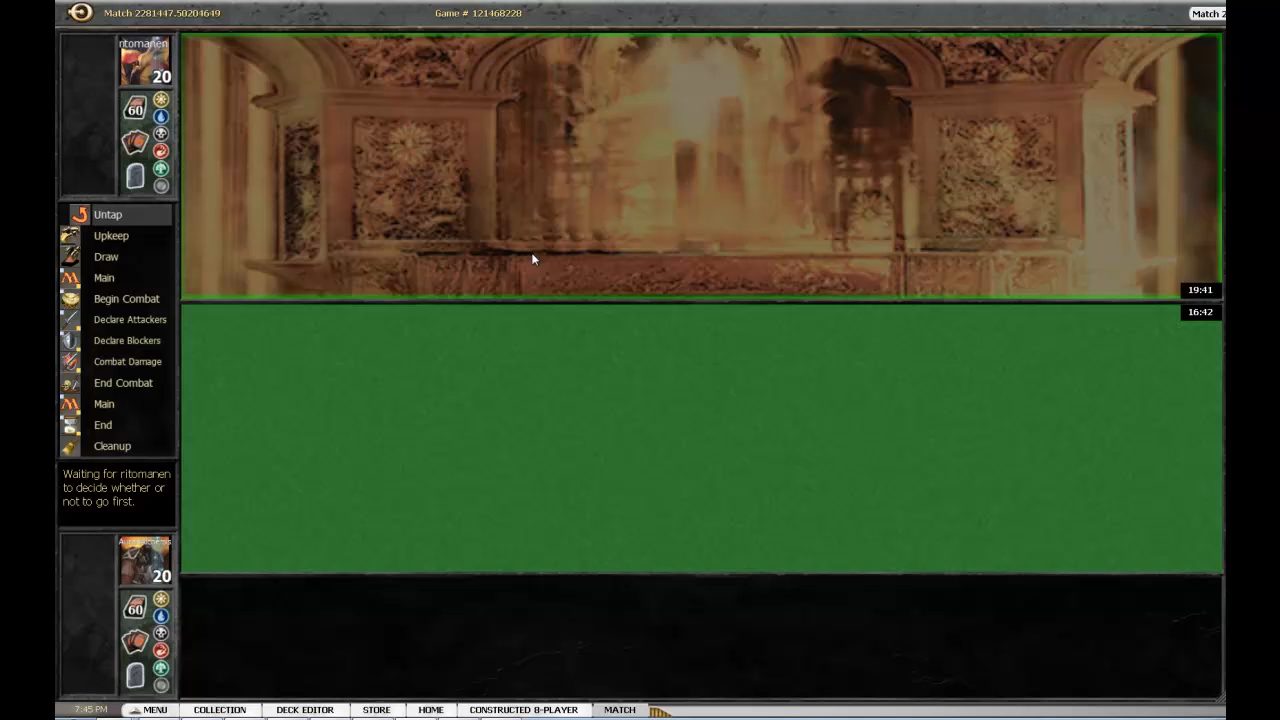 Match 2281447.50204649
Game # 121468228
Match 2
ritomanen
20
60
Untap
Upkeep
Draw
Main
Begin Combat
Declare Attackers
Declare Blockers
Combat Damage
End Combat
Main
End
Cleanup
19:41
16:42
Waiting for ritomanen
to decide whether or
not to go first.
20
60
7:45 PM
MENU
COLLECTION
DECK EDITOR
STORE
HOME
CONSTRUCTED 8-PLAYER
MATCH